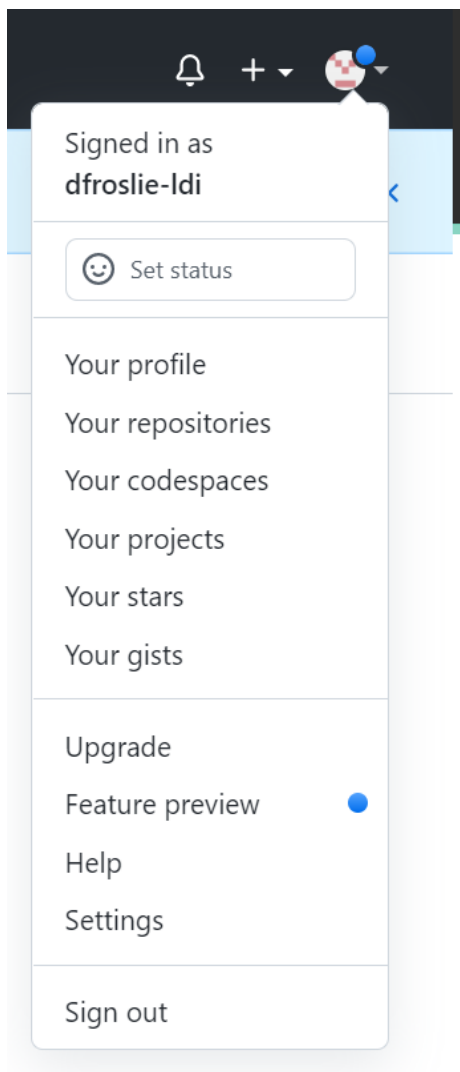 Signed in as
dfroslie-ldi
Set status
Your profile
Your repositories
Your codespaces
Your projects
Your stars
Your gists
Upgrade
Feature preview
Help
Settings
Sign out